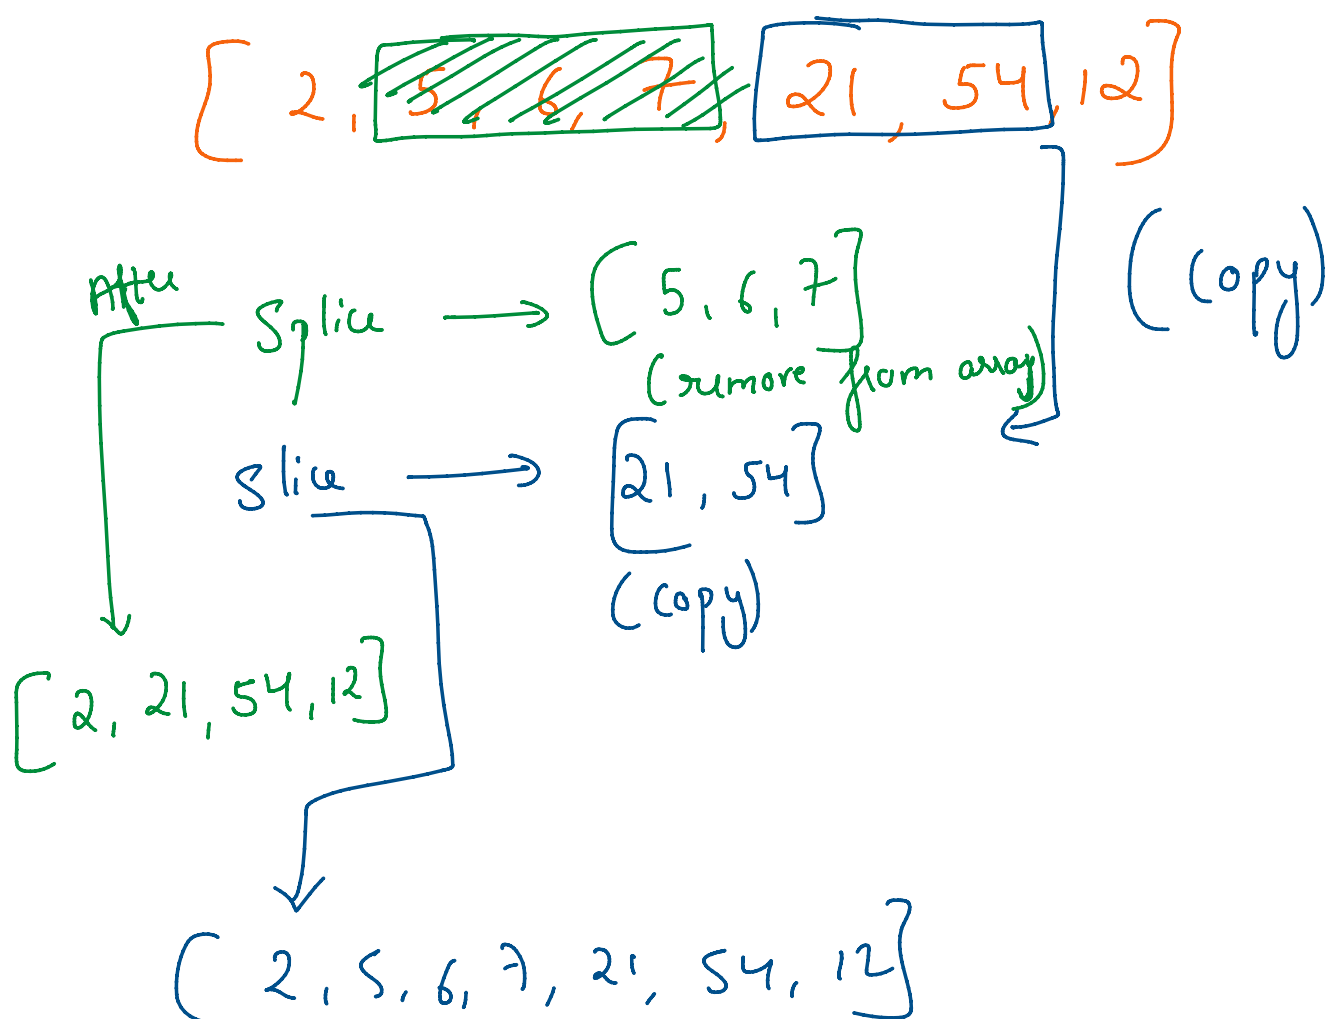 [ 2, 5, 6, 7, 21, 54, 12 ]
(copy)
After
Splice → [ 5, 6, 7 ]
(remove from array)
Slice → [ 21, 54 ]
(copy)
[ 2, 21, 54, 12 ]
[ 2, 5, 6, 7, 21, 54, 12 ]